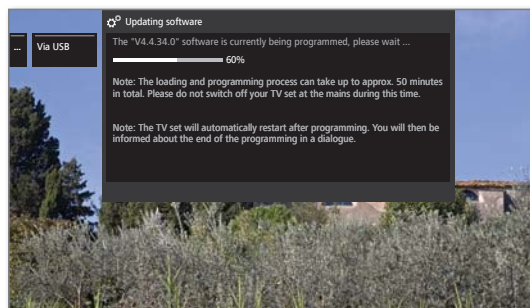 Updating software
... Via USB
The "V4.4.34.0" software is currently being programmed, please wait ...
60%
Note: The loading and programming process can take up to approx. 50 minutes
in total. Please do not switch off your TV set at the mains during this time.
Note: The TV set will automatically restart after programming. You will then be
informed about the end of the programming in a dialogue.